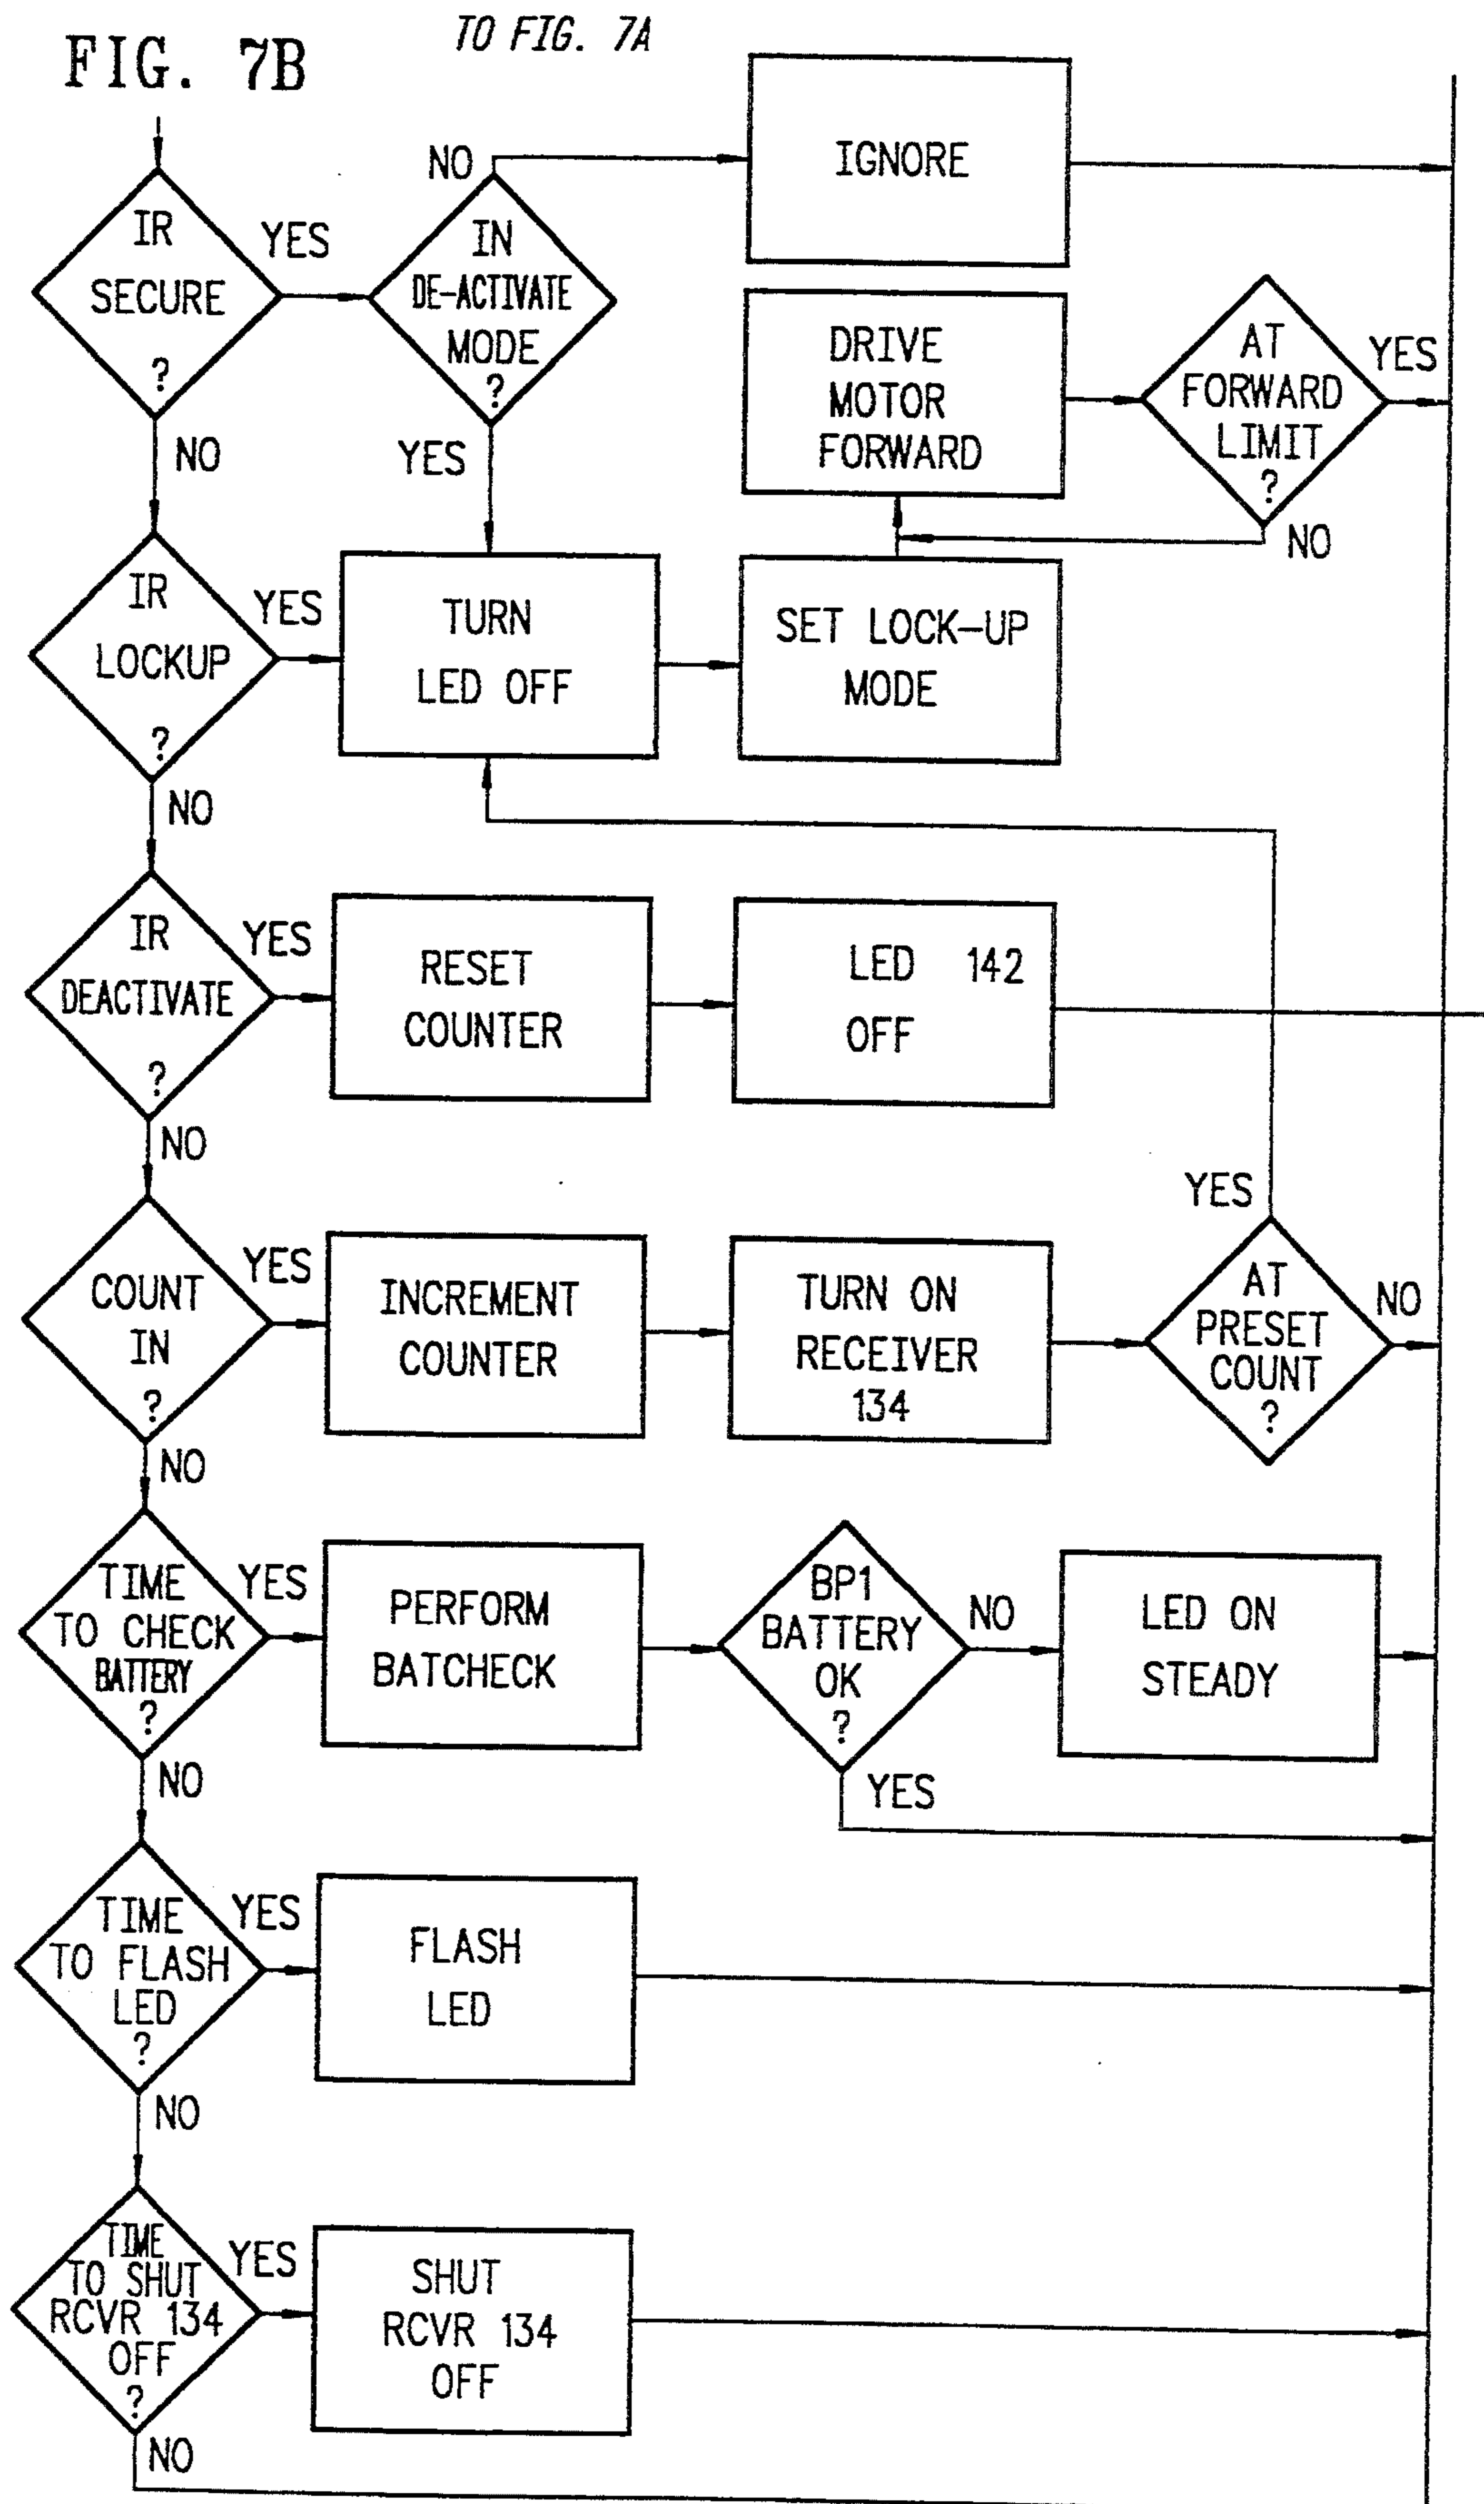 FIG. 7B
TO FIG. 7A
IR
SECURE
?
YES
NO
IN
DE-ACTIVATE
MODE
?
NO
YES
IGNORE
DRIVE
MOTOR
FORWARD
AT
FORWARD
LIMIT
?
YES
NO
IR
LOCKUP
?
YES
NO
TURN
LED OFF
SET LOCK-UP
MODE
IR
DEACTIVATE
?
YES
NO
RESET
COUNTER
LED 142
OFF
COUNT
IN
?
YES
NO
INCREMENT
COUNTER
TURN ON
RECEIVER
134
AT
PRESET
COUNT
?
YES
NO
TIME
TO CHECK
BATTERY
?
YES
NO
PERFORM
BATCHECK
BP1
BATTERY
OK
?
NO
YES
LED ON
STEADY
TIME
TO FLASH
LED
?
YES
NO
FLASH
LED
TIME
TO SHUT
RCVR 134
OFF
?
YES
NO
SHUT
RCVR 134
OFF